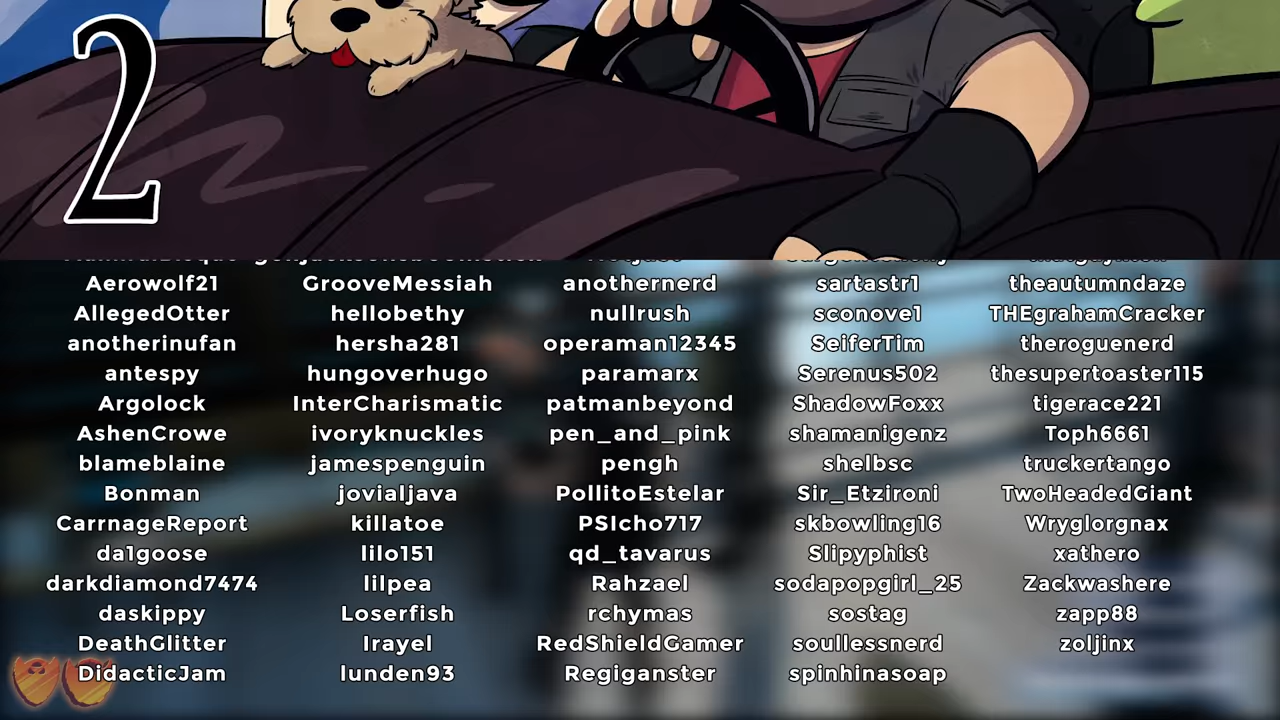 2
Aerowolf21 GrooveMessiah anothernerd sartastr1 theautumndaze
AllegedOtter hellobethy nullrush sconove1 THEgrahamCracker
anotherinufan hersha281 operaman12345 SeiferTim theroguenerd
antespy hungoverhugo paramarx Serenus502 thesupertoaster115
Argolock InterCharismatic patmanbeyond ShadowFoxx tigerace221
AshenCrowe ivoryknuckles pen_and_pink shamanigenz Toph6661
blameblaine jamespenguin pengh shelbsc truckertango
Bonman jovialjava PollitoEstelar Sir_Etzironi TwoHeadedGiant
CarrnageReport killatoe PSIcho717 skbowling16 Wryglorgnax
da1goose lilo151 qd_tavarus Slipyphist xathero
darkdiamond7474 lilpea Rahzael sodapopgirl_25 Zackwashere
daskippy Loserfish rchymas sostag zapp88
DeathGlitter lrayel RedShieldGamer soullessnerd zoljinx
DidacticJam lunden93 Regiganster spinhinasoap